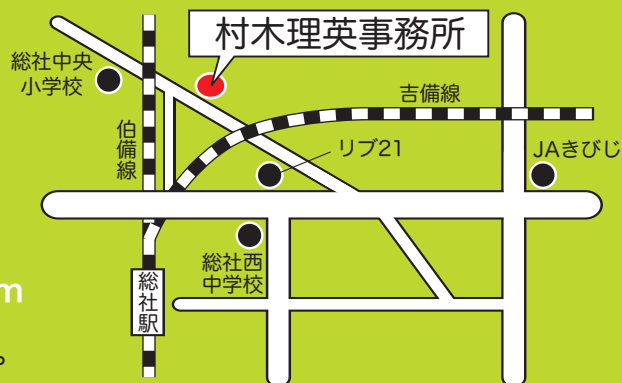 村木理英事務所
総社中央
小学校
吉備線
伯備線
リブ21
JAきびじ
総社西
中学校
m
総社駅
。